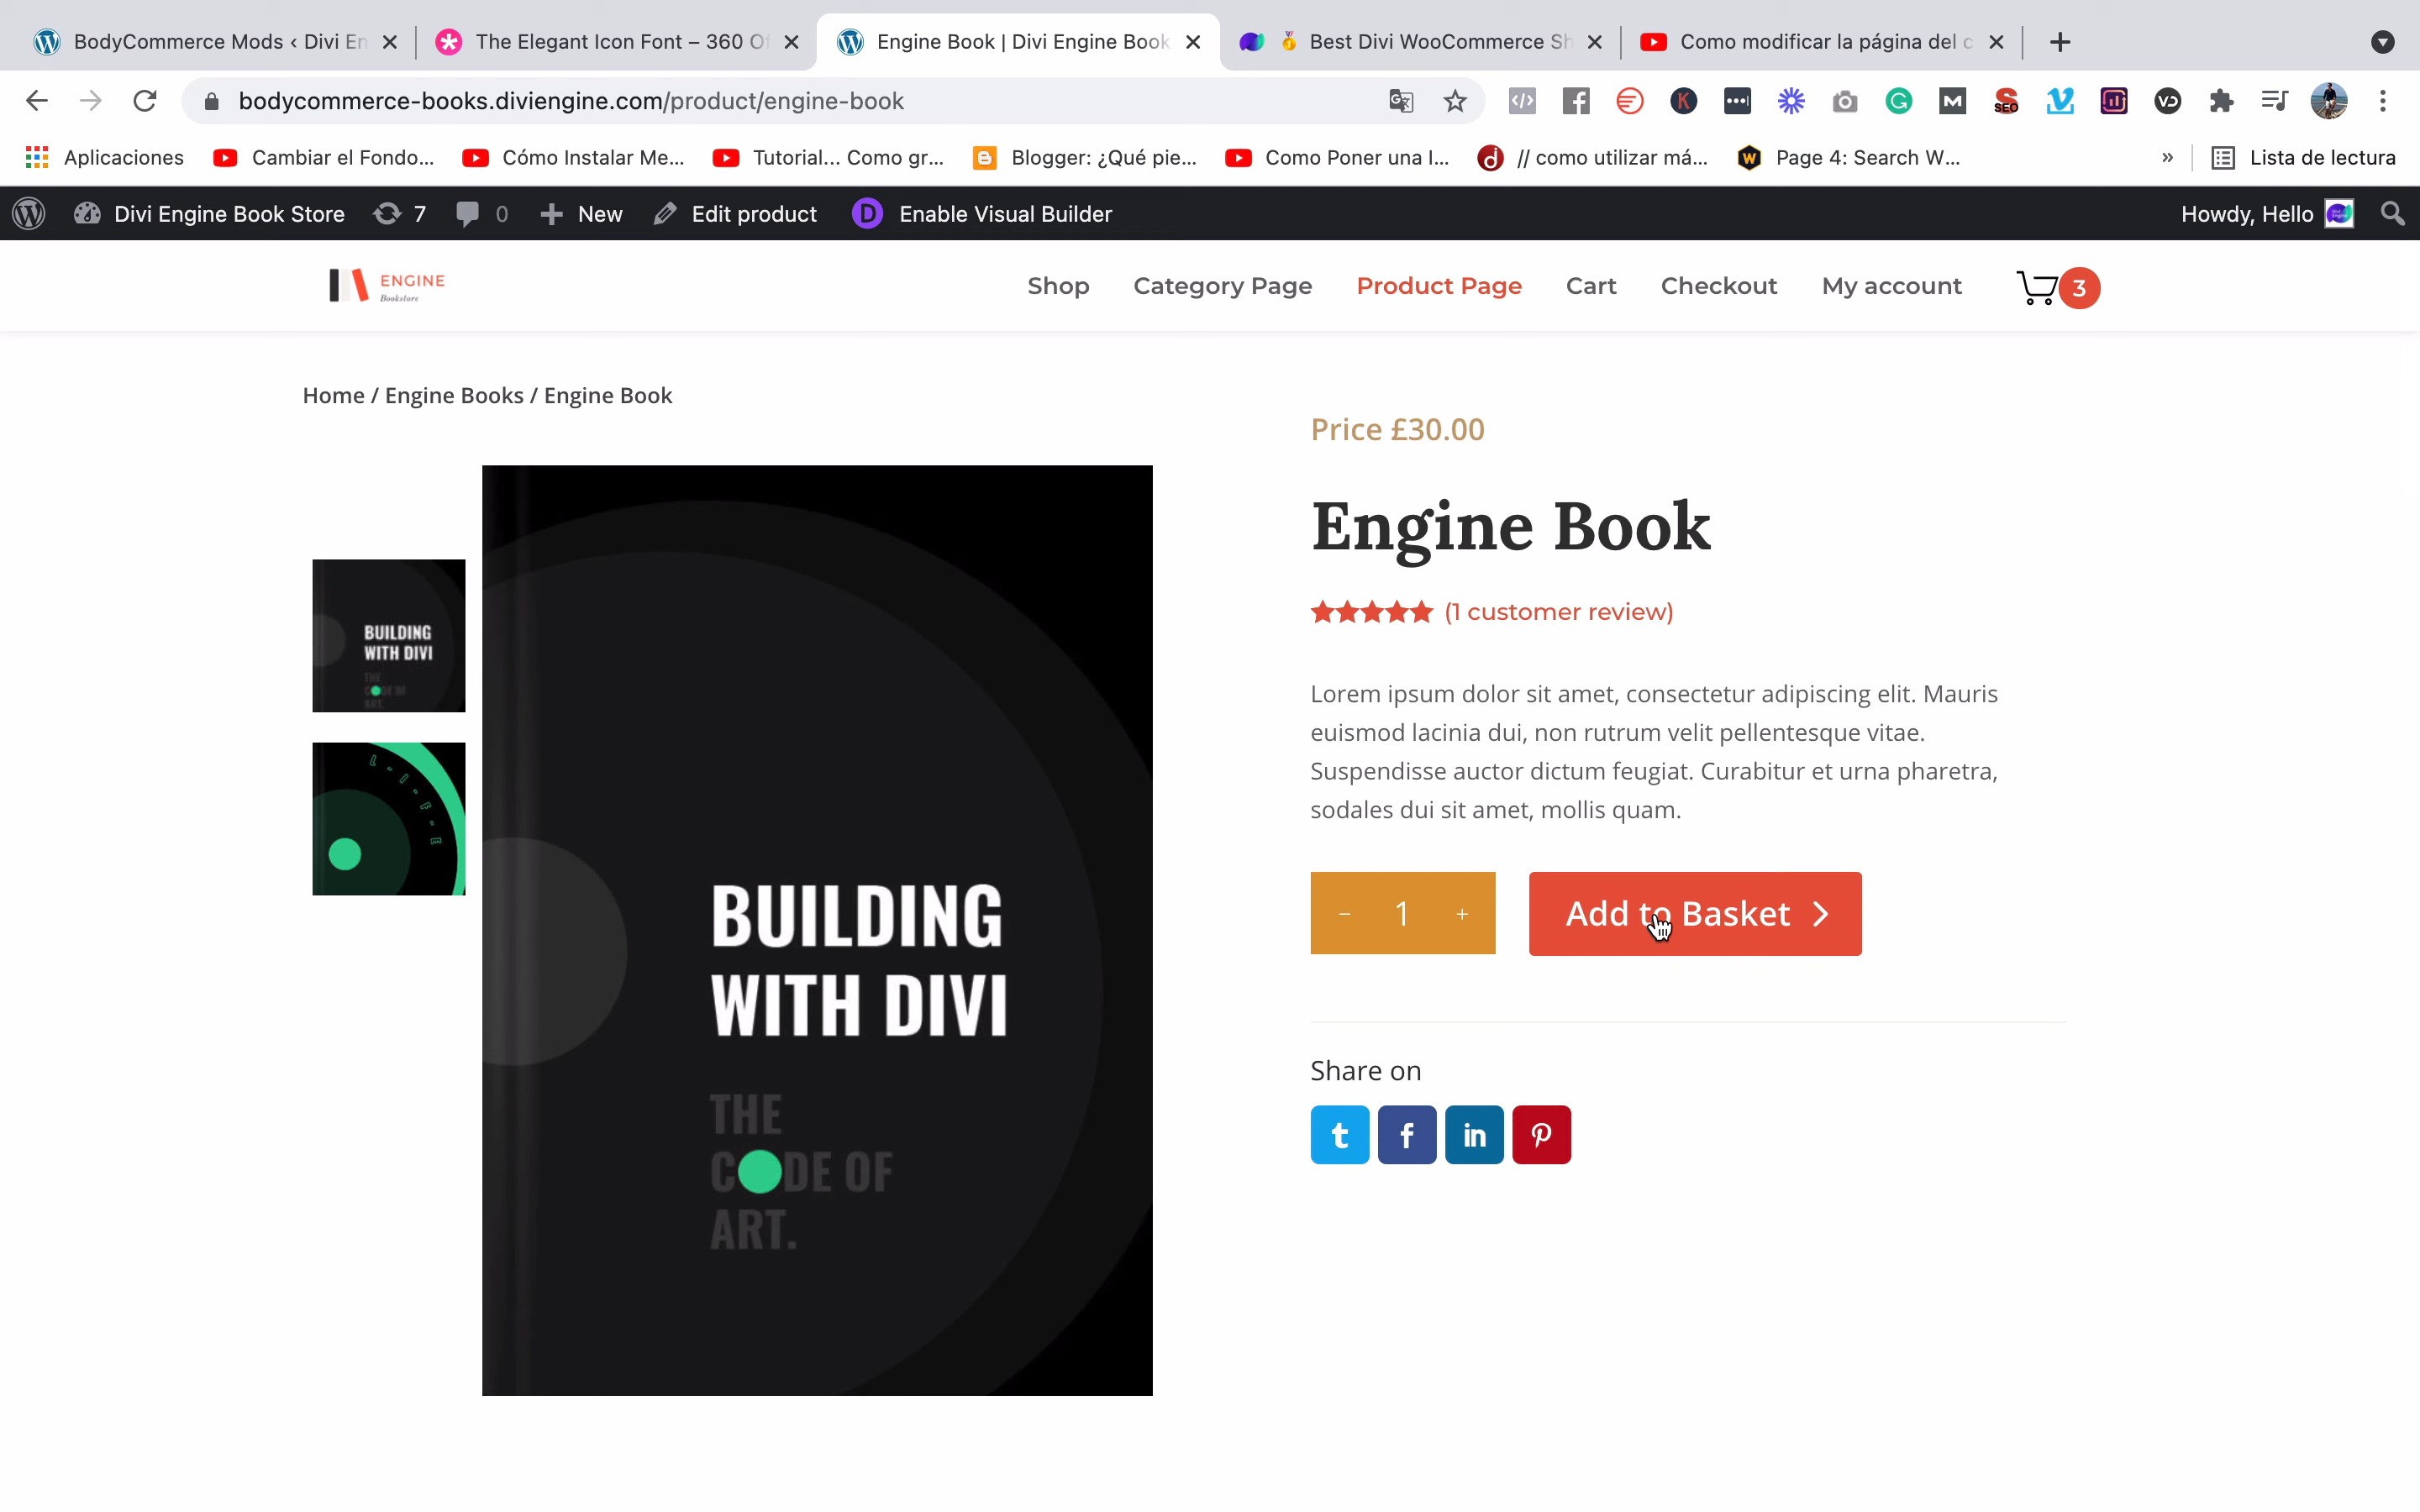 BodyCommerce Mods ‹ Divi En
The Elegant Icon Font – 360 Of
Engine Book | Divi Engine Book
Best Divi WooCommerce Sh
Como modificar la página del c
bodycommerce-books.diviengine.com/product/engine-book
Aplicaciones
Cambiar el Fondo...
Cómo Instalar Me...
Tutorial... Como gr...
Blogger: ¿Qué pie...
Como Poner una I...
// como utilizar má...
Page 4: Search W...
»
Lista de lectura
Divi Engine Book Store
7
0
New
Edit product
D
Enable Visual Builder
Howdy, Hello
ENGINE
Bookstore
Shop
Category Page
Product Page
Cart
Checkout
My account
3
Home / Engine Books / Engine Book
Price £30.00
Engine Book
(1 customer review)
Lorem ipsum dolor sit amet, consectetur adipiscing elit. Mauris
euismod lacinia dui, non rutrum velit pellentesque vitae.
Suspendisse auctor dictum feugiat. Curabitur et urna pharetra,
sodales dui sit amet, mollis quam.
− 1 +
Add to Basket
Share on
BUILDING
WITH DIVI
BUILDING
WITH DIVI
THE
CODE OF
ART.